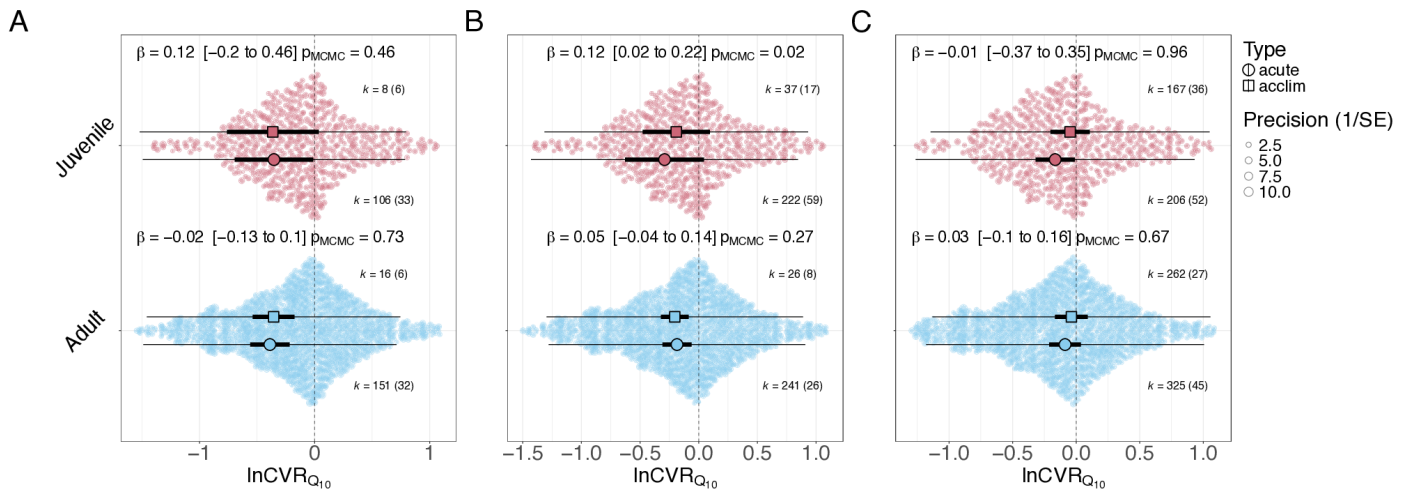 A
B
C
β = 0.12 [−0.2 to 0.46] pMCMC = 0.46
k = 8 (6)
Juvenile
k = 106 (33)
β = −0.02 [−0.13 to 0.1] pMCMC = 0.73
k = 16 (6)
Adult
k = 151 (32)
−1 0 1
lnCVRQ10
β = 0.12 [0.02 to 0.22] pMCMC = 0.02
k = 37 (17)
k = 222 (59)
β = 0.05 [−0.04 to 0.14] pMCMC = 0.27
k = 26 (8)
k = 241 (26)
−1.5 −1.0 −0.5 0.0 0.5 1.0
lnCVRQ10
β = −0.01 [−0.37 to 0.35] pMCMC = 0.96
k = 167 (36)
k = 206 (52)
β = 0.03 [−0.1 to 0.16] pMCMC = 0.67
k = 262 (27)
k = 325 (45)
−1.0 −0.5 0.0 0.5 1.0
lnCVRQ10
Type
acute
acclim
Precision (1/SE)
2.5
5.0
7.5
10.0